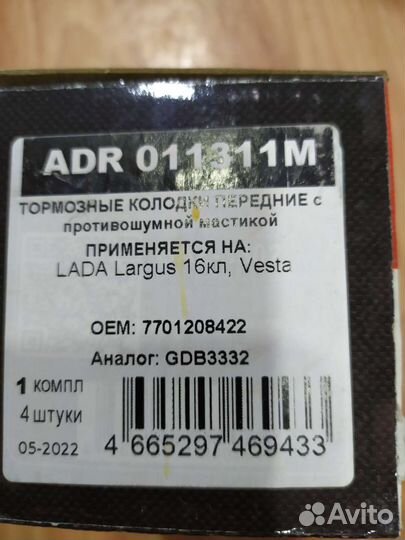 ADR 011311M
ТОРМОЗНЫЕ КОЛОДКИ ПЕРЕДНИЕ с
противошумной мастикой
ПРИМЕНЯЕТСЯ НА:
LADA Largus 16кл, Vesta
OEM: 7701208422
Аналог: GDB3332
1 КОМПЛ
4 ШТУКИ
05-2022
4 665297 469433
Avito